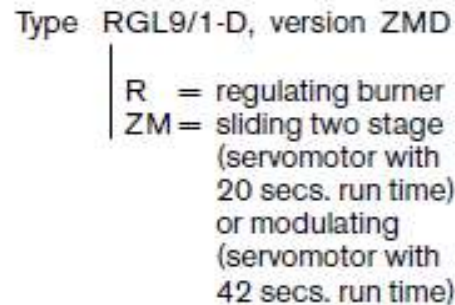 Type RGL9/1-D, version ZMD
R = regulating burner
ZM = sliding two stage
(servomotor with
20 secs. run time)
or modulating
(servomotor with
42 secs. run time)